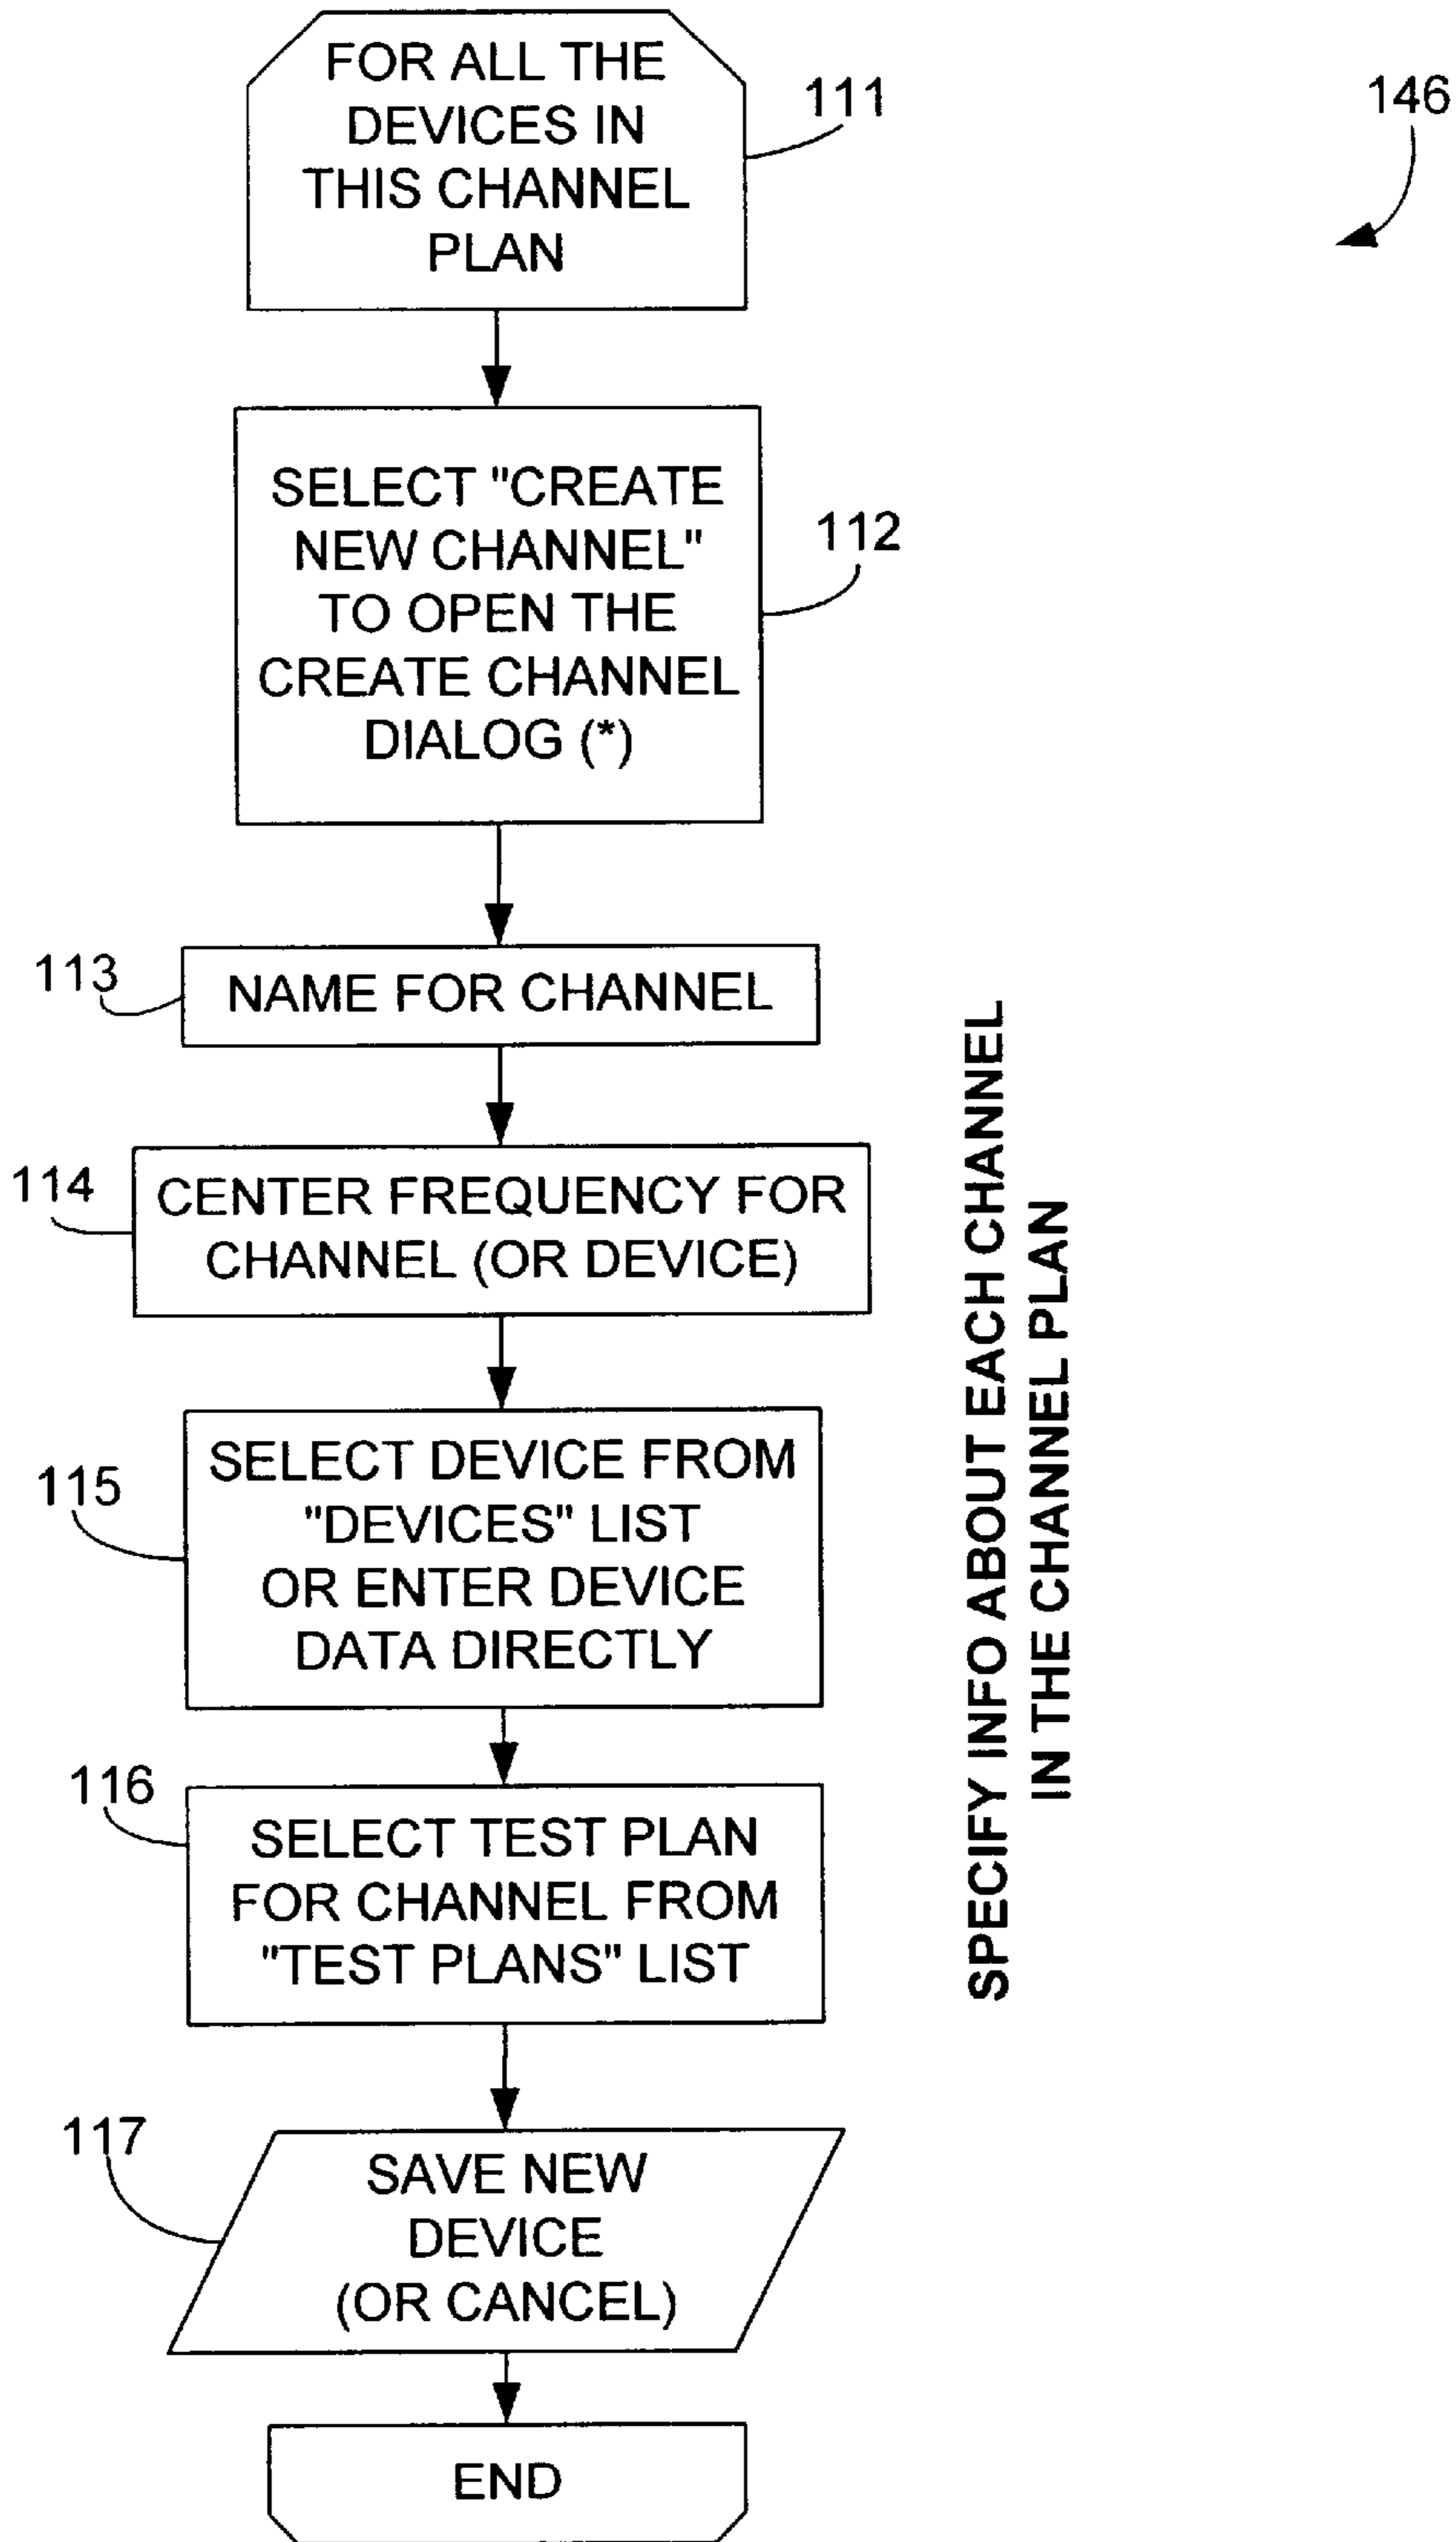 FOR ALL THE
DEVICES IN
THIS CHANNEL
PLAN
111
146
SELECT "CREATE
NEW CHANNEL"
TO OPEN THE
CREATE CHANNEL
DIALOG (*)
112
113
NAME FOR CHANNEL
114
CENTER FREQUENCY FOR
CHANNEL (OR DEVICE)
115
SELECT DEVICE FROM
"DEVICES" LIST
OR ENTER DEVICE
DATA DIRECTLY
116
SELECT TEST PLAN
FOR CHANNEL FROM
"TEST PLANS" LIST
117
SAVE NEW
DEVICE
(OR CANCEL)
END
SPECIFY INFO ABOUT EACH CHANNEL
IN THE CHANNEL PLAN